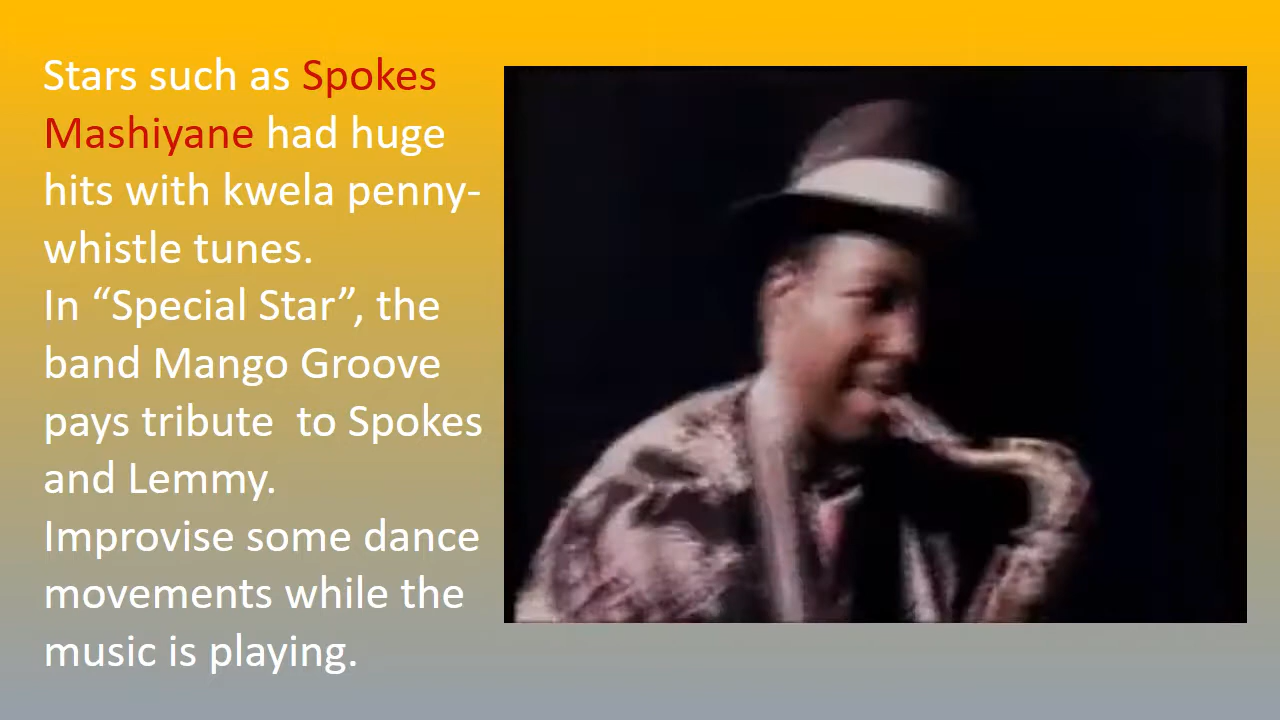 Stars such as Spokes
Mashiyane had huge
hits with kwela penny-
whistle tunes.
In “Special Star”, the
band Mango Groove
pays tribute  to Spokes
and Lemmy.
Improvise some dance
movements while the
music is playing.